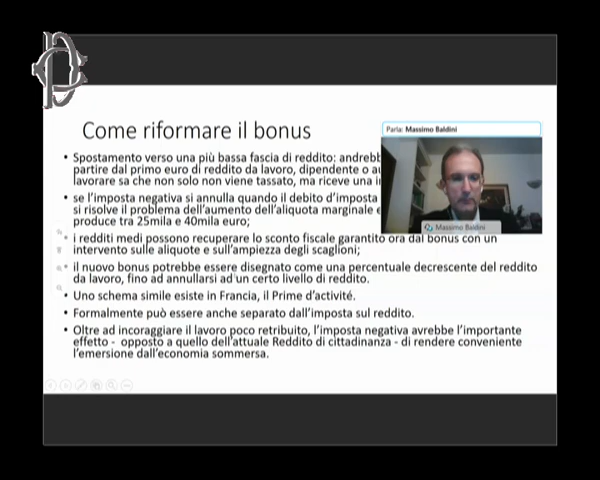 Come riformare il bonus
Parla: Massimo Baldini
• Spostamento verso una più bassa fascia di reddito: andrebb
partire dal primo euro di reddito da lavoro, dipendente o au
lavorare sa che non solo non viene tassato, ma riceve una i
• se l'imposta negativa si annulla quando il debito d'imposta
si risolve il problema dell'aumento dell'aliquota marginale e
produce tra 25mila e 40mila euro;
Massimo Baldini
• i redditi medi possono recuperare lo sconto fiscale garantito ora dal bonus con un
intervento sulle aliquote e sull'ampiezza degli scaglioni;
• il nuovo bonus potrebbe essere disegnato come una percentuale decrescente del reddito
da lavoro, fino ad annullarsi ad un certo livello di reddito.
• Uno schema simile esiste in Francia, il Prime d'activité.
• Formalmente può essere anche separato dall'imposta sul reddito.
• Oltre ad incoraggiare il lavoro poco retribuito, l'imposta negativa avrebbe l'importante
effetto - opposto a quello dell'attuale Reddito di cittadinanza - di rendere conveniente
l'emersione dall'economia sommersa.